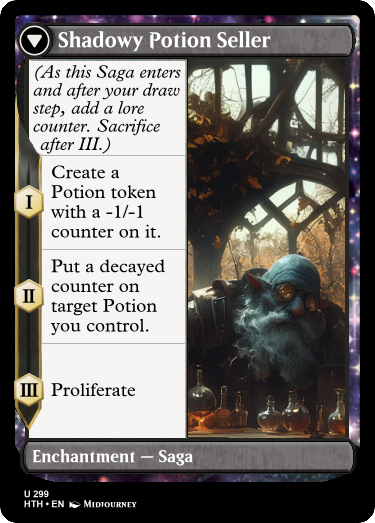 Shadowy Potion Seller
(As this Saga enters
and after your draw
step, add a lore
counter. Sacrifice
after III.)
I
Create a
Potion token
with a -1/-1
counter on it.
II
Put a decayed
counter on
target Potion
you control.
III
Proliferate
Enchantment — Saga
U 299
HTH • EN Midjourney